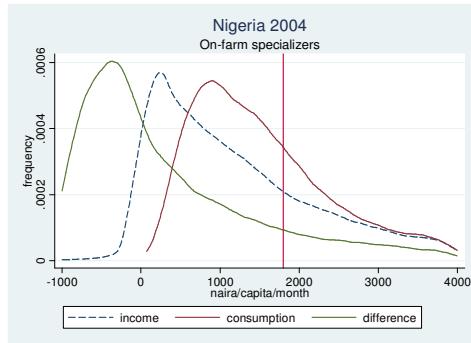 Nigeria 2004
On-farm specializers
frequency
.0006
.0004
.0002
0
-1000 0 1000 2000 3000 4000
naira/capita/month
income consumption difference